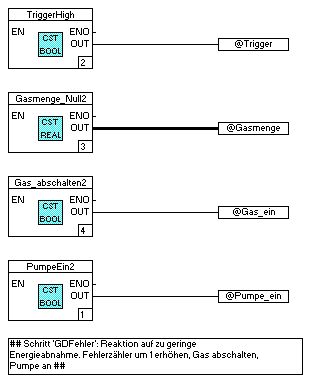 TriggerHigh
EN ENO
CST BOOL OUT @Trigger
2
Gasmenge_Null2
EN ENO
CST REAL OUT @Gasmenge
3
Gas_abschalten2
EN ENO
CST BOOL OUT @Gas_ein
4
PumpeEin2
EN ENO
CST BOOL OUT @Pumpe_ein
1
## Schritt 'GDFehler': Reaktion auf zu geringe
Energieabnahme. Fehlerzähler um 1 erhöhen, Gas abschalten,
Pumpe an ##